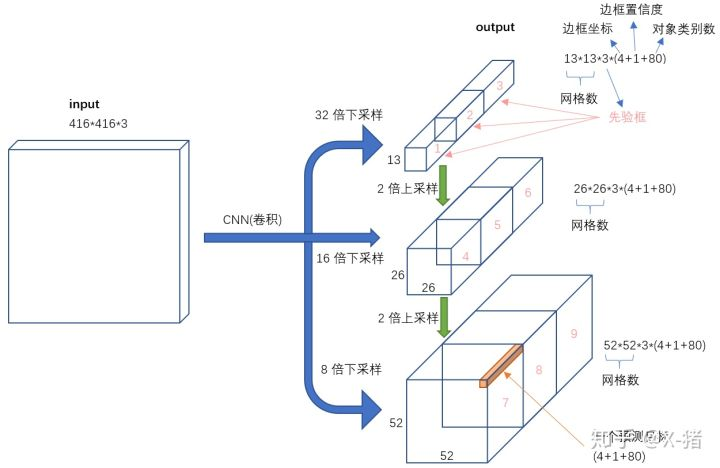 边框置信度
边框坐标
对象类别数
output
13*13*3*(4+1+80)
网格数
先验框
input
416*416*3
32 倍下采样
3
2
1
13
2 倍上采样
CNN(卷积)
16 倍下采样
6
5
4
26
26
26*26*3*(4+1+80)
网格数
2 倍上采样
8 倍下采样
9
8
7
52
52
52*52*3*(4+1+80)
网格数
个预测
知乎 @X-猪
(4+1+80)